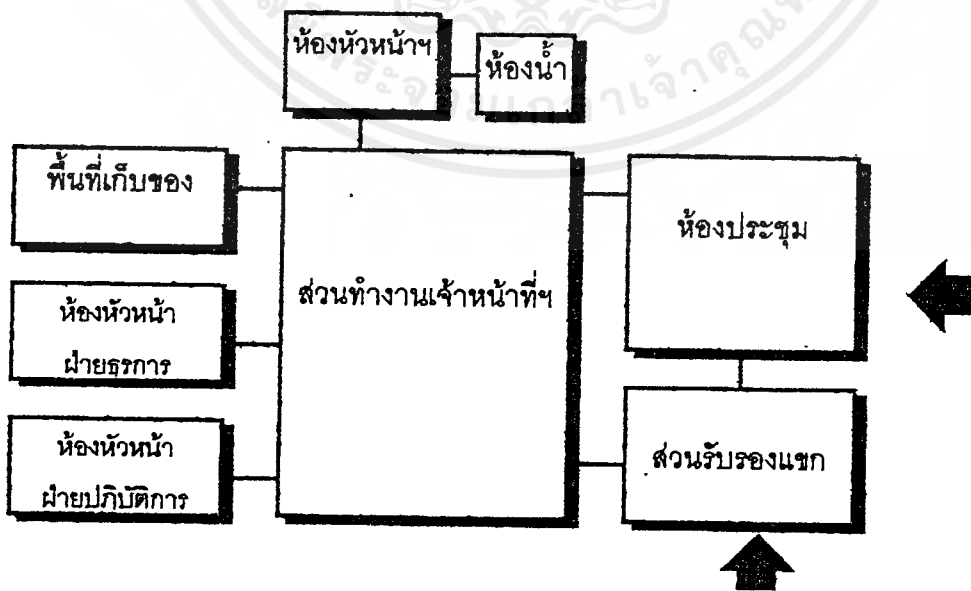 ห้องหัวหน้าฯ
ห้องน้ำ
พื้นที่เก็บของ
ห้องประชุม
ส่วนทำงานเจ้าหน้าที่ฯ
ห้องหัวหน้า
ฝ่ายธุรการ
ห้องหัวหน้า
ฝ่ายปฏิบัติการ
ส่วนรับรองแขก